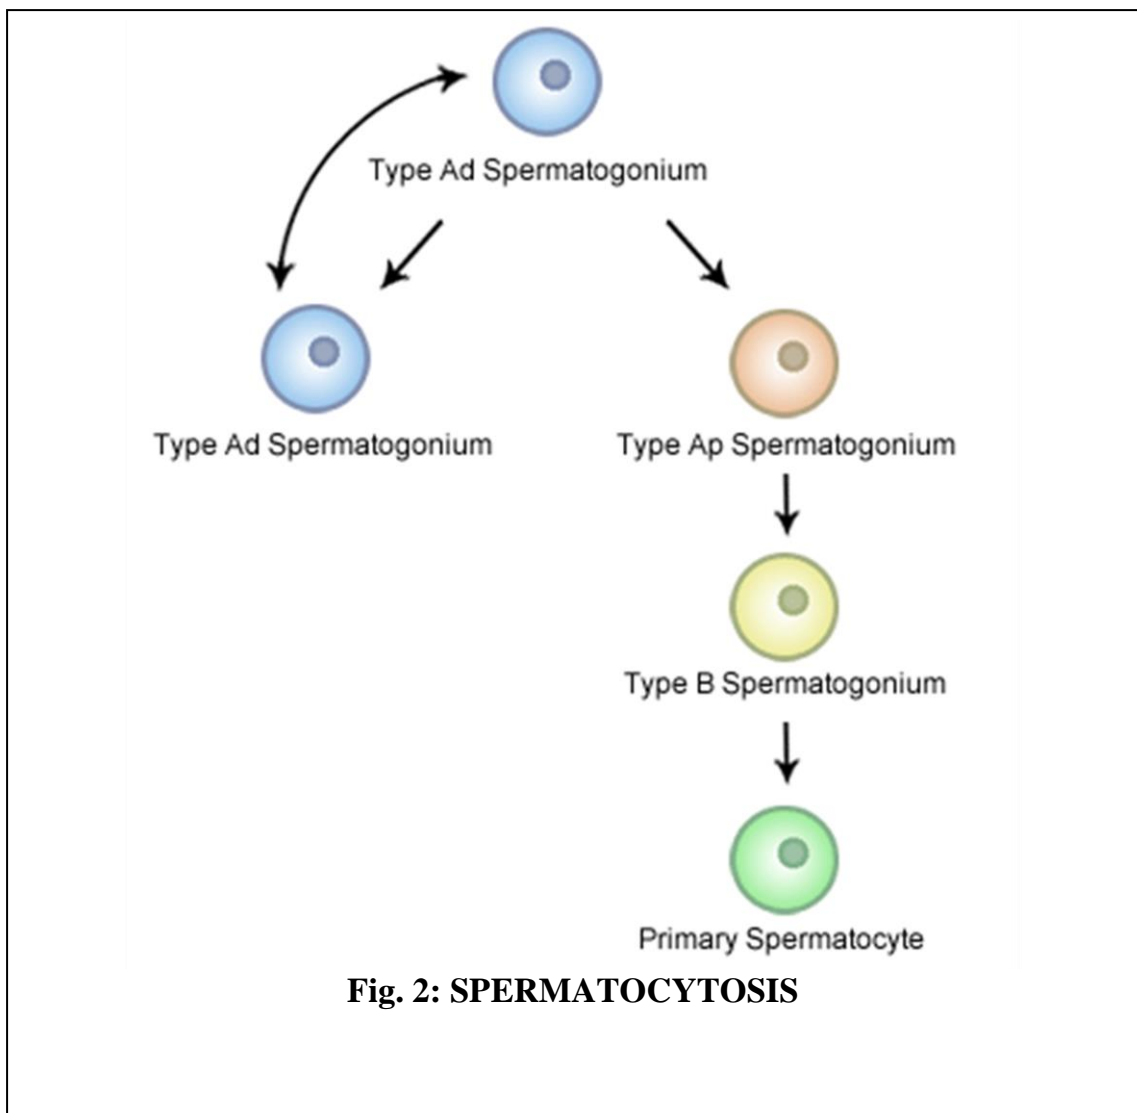 Type Ad Spermatogonium
Type Ad Spermatogonium
Type Ap Spermatogonium
Type B Spermatogonium
Primary Spermatocyte
Fig. 2: SPERMATOCYTOSIS